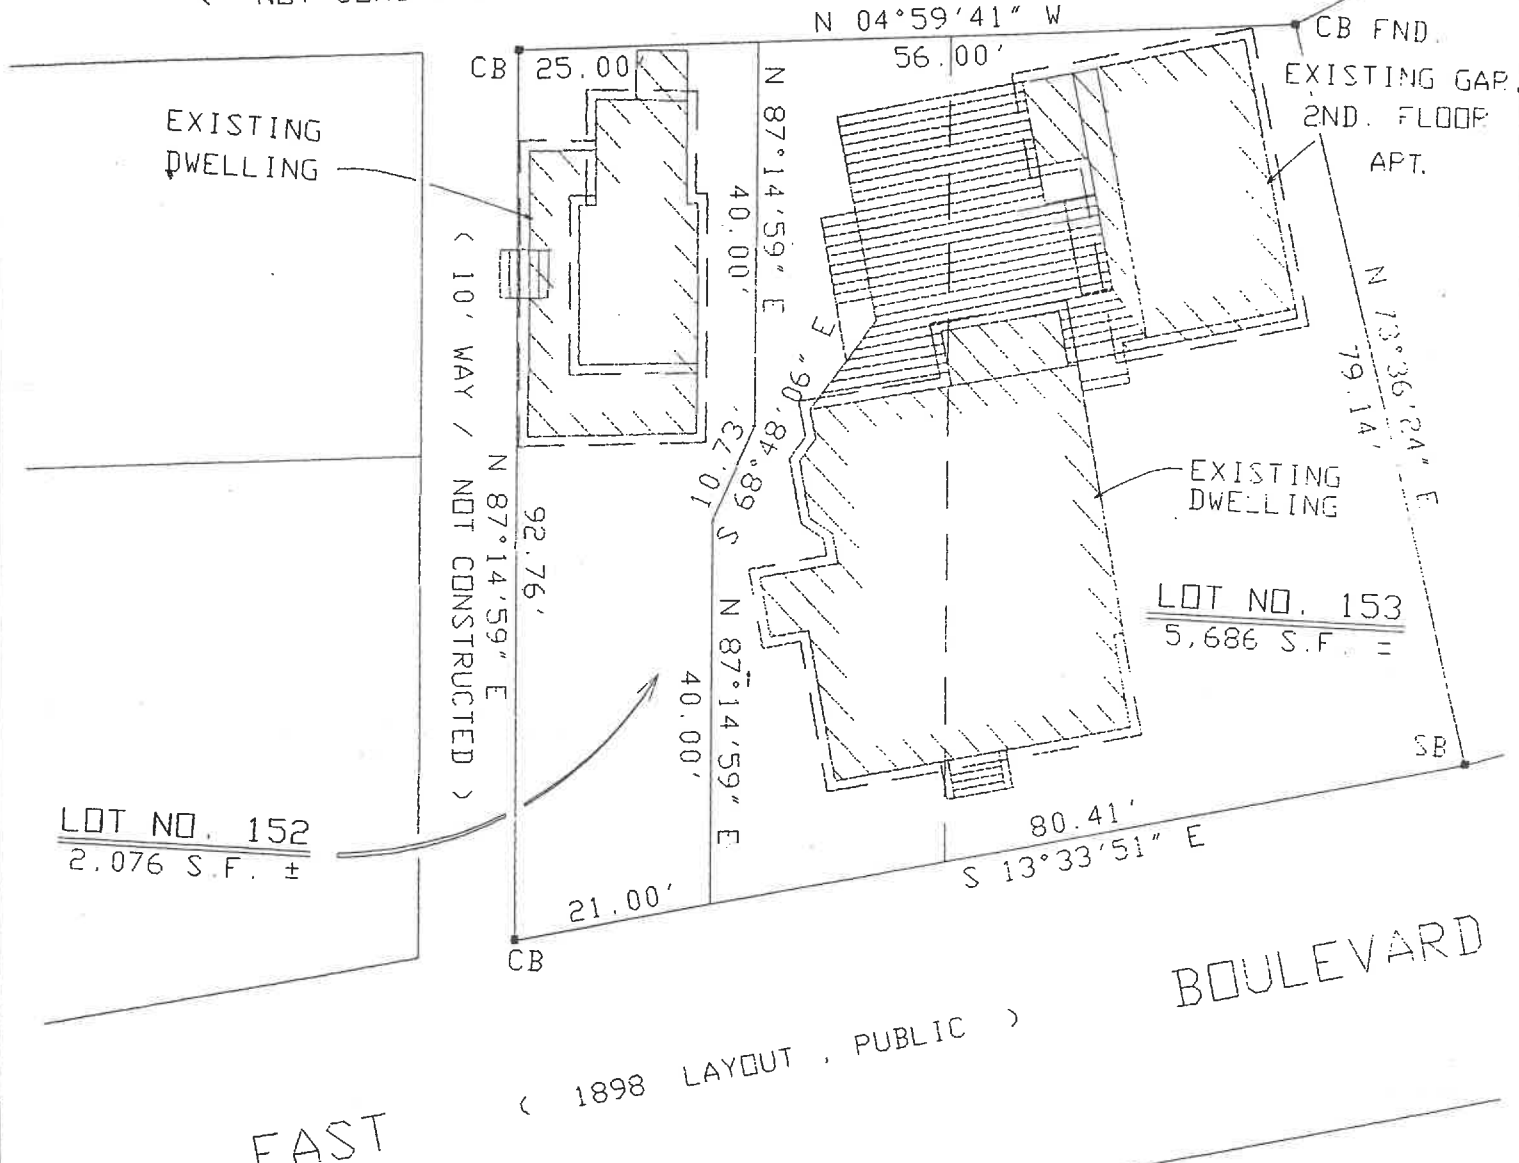 N 04°59'41" W
CB FND.
CB
25.00
56.00'
EXISTING GAR.
2ND. FLOOR
APT.
EXISTING
DWELLING
N 87°14'59" E
40.00'
( 10' WAY / NOT CONSTRUCTED )
N 87°14'59" E
92.76'
10.73'
S 68°48'06" E
N 73°36'24" E
79.14'
EXISTING
DWELLING
N 87°14'59" E
40.00'
LOT NO. 153
5,686 S.F. ±
SB
LOT NO. 152
2,076 S.F. ±
80.41'
S 13°33'51" E
21.00'
CB
BOULEVARD
( 1898 LAYOUT , PUBLIC )
EAST